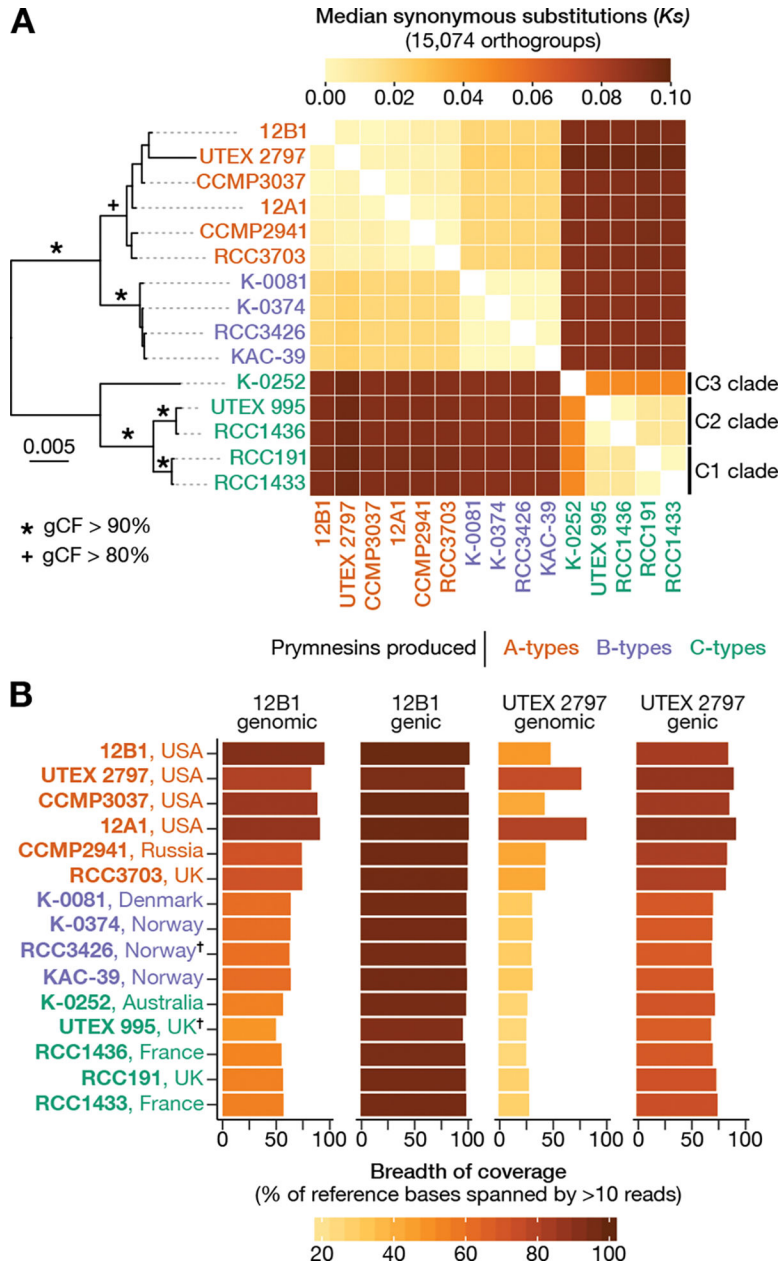 A
Median synonymous substitutions (Ks)
(15,074 orthogroups)
0.00 0.02 0.04 0.06 0.08 0.10
12B1
UTEX 2797
CCMP3037
12A1
CCMP2941
RCC3703
K-0081
K-0374
RCC3426
KAC-39
K-0252
UTEX 995
RCC1436
RCC191
RCC1433
+
*
*
*
*
*
0.005
C3 clade
C2 clade
C1 clade
* gCF > 90%
+ gCF > 80%
12B1
UTEX 2797
CCMP3037
12A1
CCMP2941
RCC3703
K-0081
K-0374
RCC3426
KAC-39
K-0252
UTEX 995
RCC1436
RCC191
RCC1433
Prymnesins produced A-types B-types C-types
B
12B1
genomic
12B1
genic
UTEX 2797
genomic
UTEX 2797
genic
12B1, USA
UTEX 2797, USA
CCMP3037, USA
12A1, USA
CCMP2941, Russia
RCC3703, UK
K-0081, Denmark
K-0374, Norway
RCC3426, Norway†
KAC-39, Norway
K-0252, Australia
UTEX 995, UK†
RCC1436, France
RCC191, UK
RCC1433, France
0 50 100 0 50 100 0 50 100 0 50 100
Breadth of coverage
(% of reference bases spanned by >10 reads)
20 40 60 80 100